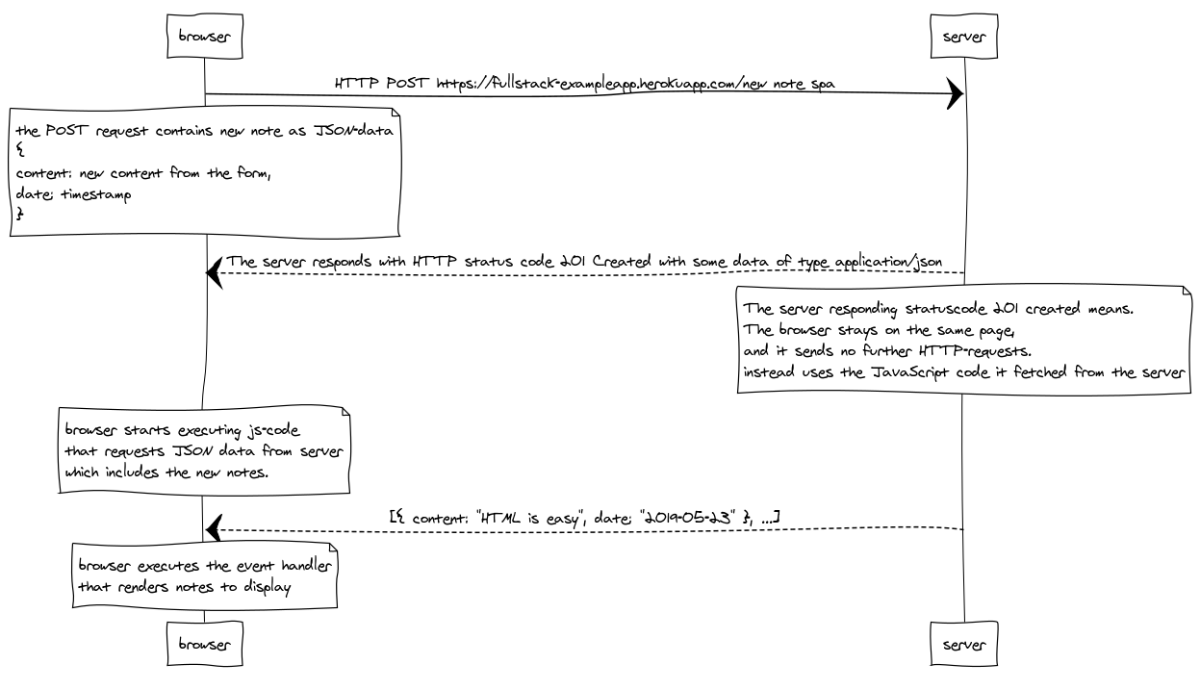 browser
server
HTTP POST https://fullstack-exampleapp.herokuapp.com/new note spa
the POST request contains new note as JSON-data
{
content: new content from the form,
date: timestamp
}
The server responds with HTTP status code 201 Created with some data of type application/json
The server responding statuscode 201 created means.
The browser stays on the same page,
and it sends no further HTTP-requests.
instead uses the JavaScript code it fetched from the server
browser starts executing js-code
that requests JSON data from server
which includes the new notes.
[{ content: "HTML is easy", date: "2019-05-23" }, ...]
browser executes the event handler
that renders notes to display
browser
server